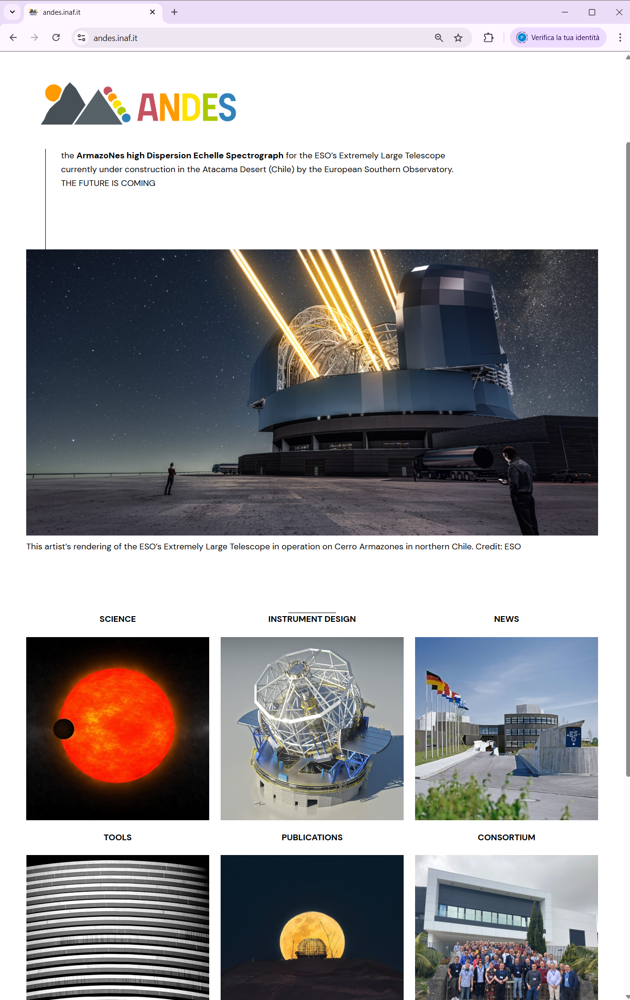 andes.inaf.it
andes.inaf.it
Verifica la tua identità
P
ANDES
the ArmazoNes high Dispersion Echelle Spectrograph for the ESO’s Extremely Large Telescope
currently under construction in the Atacama Desert (Chile) by the European Southern Observatory.
THE FUTURE IS COMING
This artist’s rendering of the ESO’s Extremely Large Telescope in operation on Cerro Armazones in northern Chile. Credit: ESO
SCIENCE
INSTRUMENT DESIGN
NEWS
ES
O
TOOLS
PUBLICATIONS
CONSORTIUM